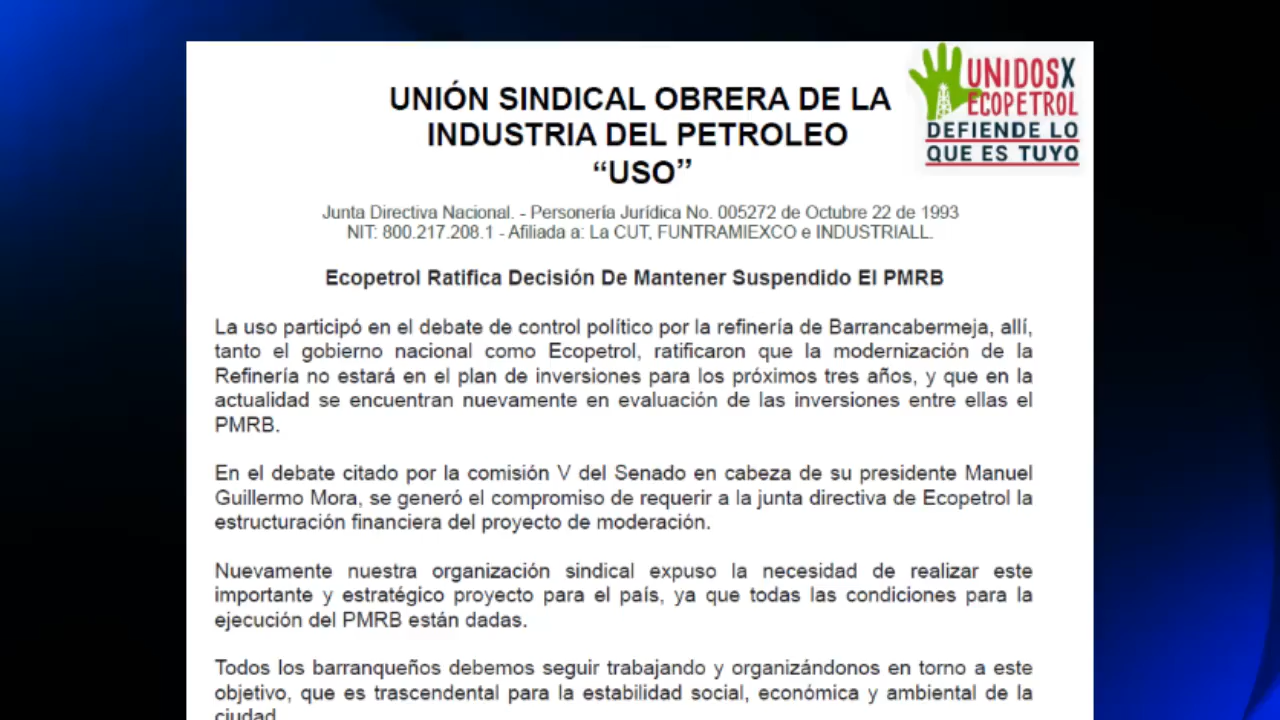 UNIÓN SINDICAL OBRERA DE LA
INDUSTRIA DEL PETROLEO
“USO”
UNIDOSX
ECOPETROL
DEFIENDE LO
QUE ES TUYO
Junta Directiva Nacional. - Personería Jurídica No. 005272 de Octubre 22 de 1993
NIT: 800.217.208.1 - Afiliada a: La CUT, FUNTRAMIEXCO e INDUSTRIALL.
Ecopetrol Ratifica Decisión De Mantener Suspendido El PMRB
La uso participó en el debate de control político por la refinería de Barrancabermeja, allí,
tanto el gobierno nacional como Ecopetrol, ratificaron que la modernización de la
Refinería no estará en el plan de inversiones para los próximos tres años, y que en la
actualidad se encuentran nuevamente en evaluación de las inversiones entre ellas el
PMRB.
En el debate citado por la comisión V del Senado en cabeza de su presidente Manuel
Guillermo Mora, se generó el compromiso de requerir a la junta directiva de Ecopetrol la
estructuración financiera del proyecto de moderación.
Nuevamente nuestra organización sindical expuso la necesidad de realizar este
importante y estratégico proyecto para el país, ya que todas las condiciones para la
ejecución del PMRB están dadas.
Todos los barranqueños debemos seguir trabajando y organizándonos en torno a este
objetivo, que es trascendental para la estabilidad social, económica y ambiental de la
ciudad